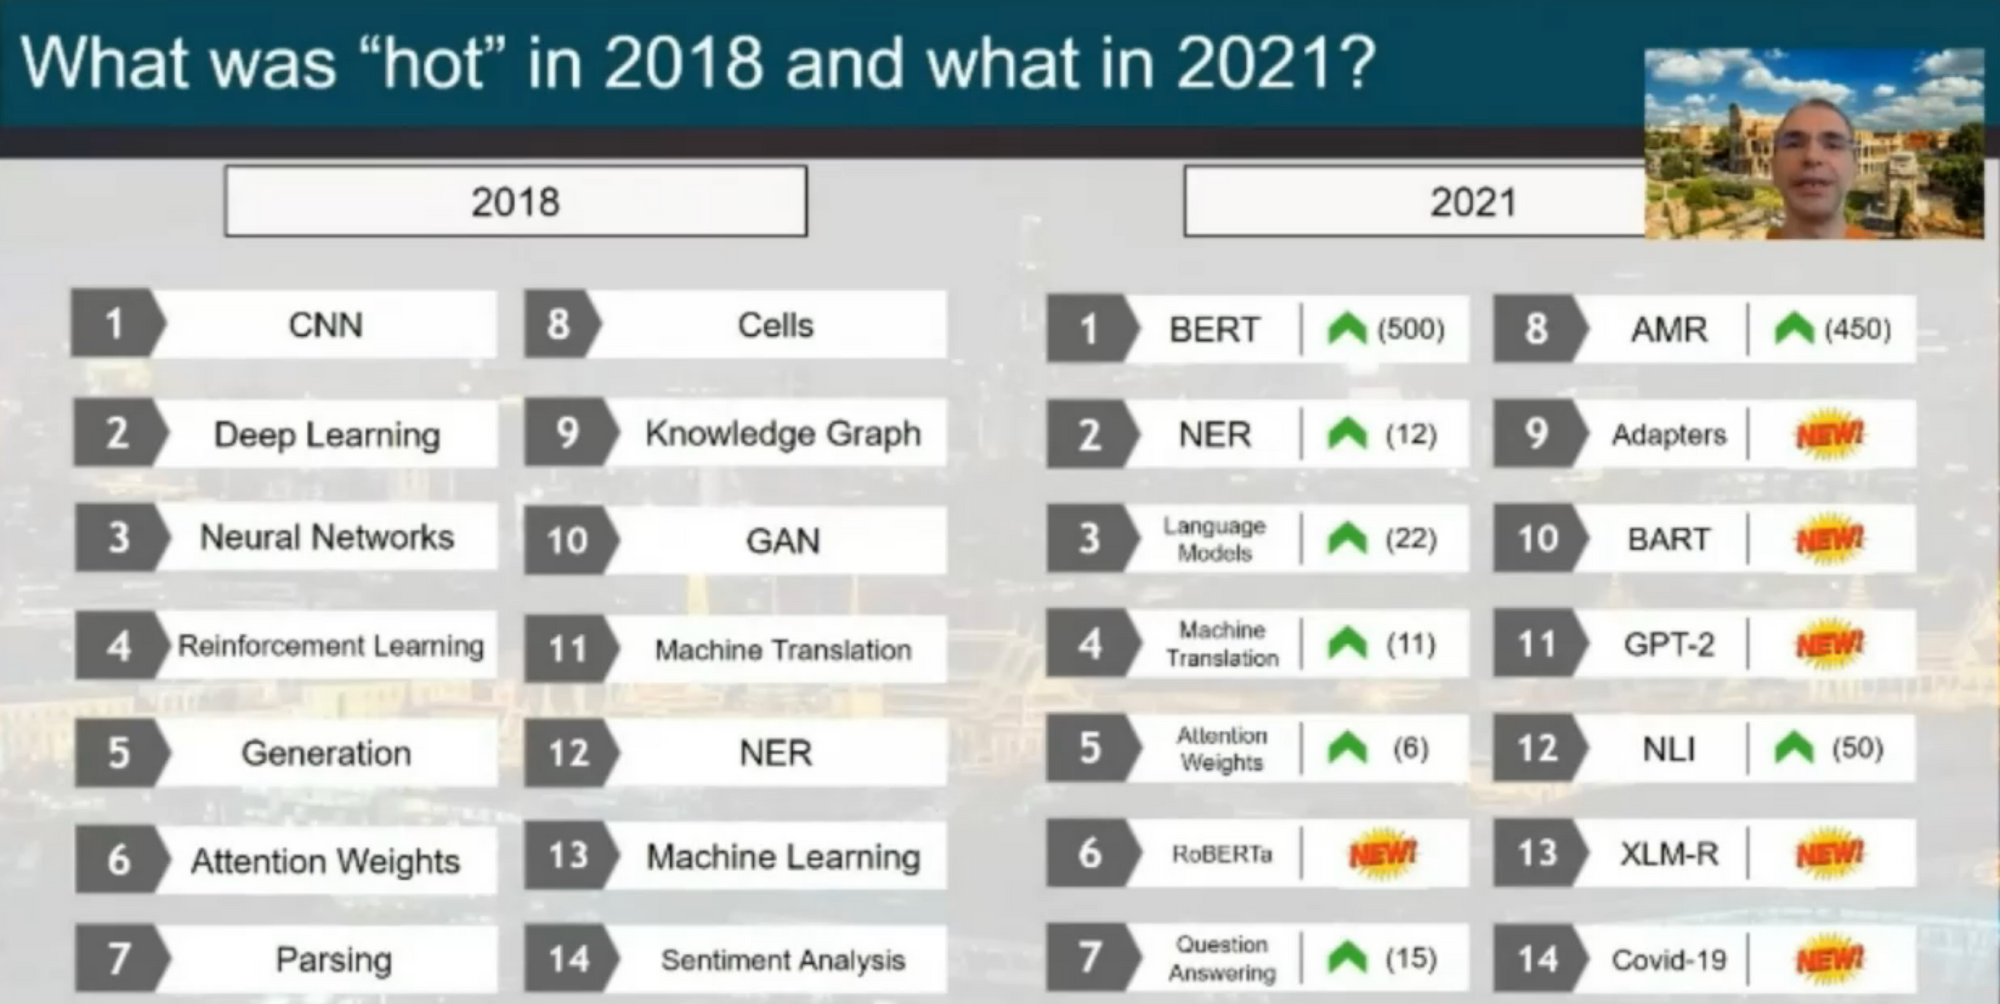 What was “hot” in 2018 and what in 2021?
2018
1 CNN
2 Deep Learning
3 Neural Networks
4 Reinforcement Learning
5 Generation
6 Attention Weights
7 Parsing
8 Cells
9 Knowledge Graph
10 GAN
11 Machine Translation
12 NER
13 Machine Learning
14 Sentiment Analysis
2021
1 BERT (500)
2 NER (12)
3 Language
Models (22)
4 Machine
Translation (11)
5 Attention
Weights (6)
6 RoBERTa NEW!
7 Question
Answering (15)
8 AMR (450)
9 Adapters NEW!
10 BART NEW!
11 GPT-2 NEW!
12 NLI (50)
13 XLM-R NEW!
14 Covid-19 NEW!